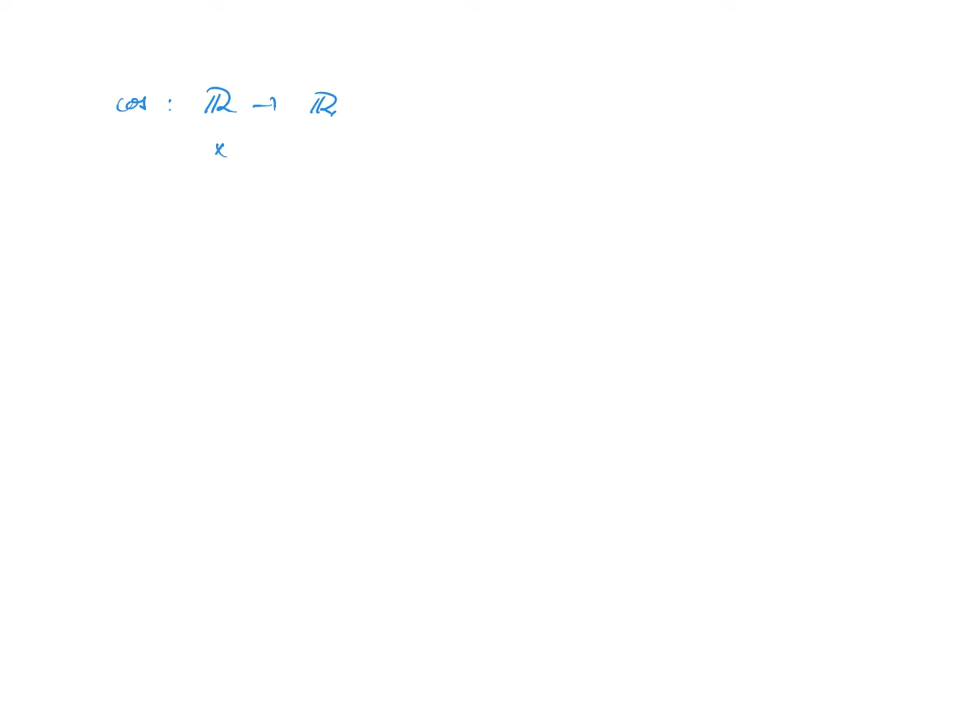 cos : ℝ → ℝ
x